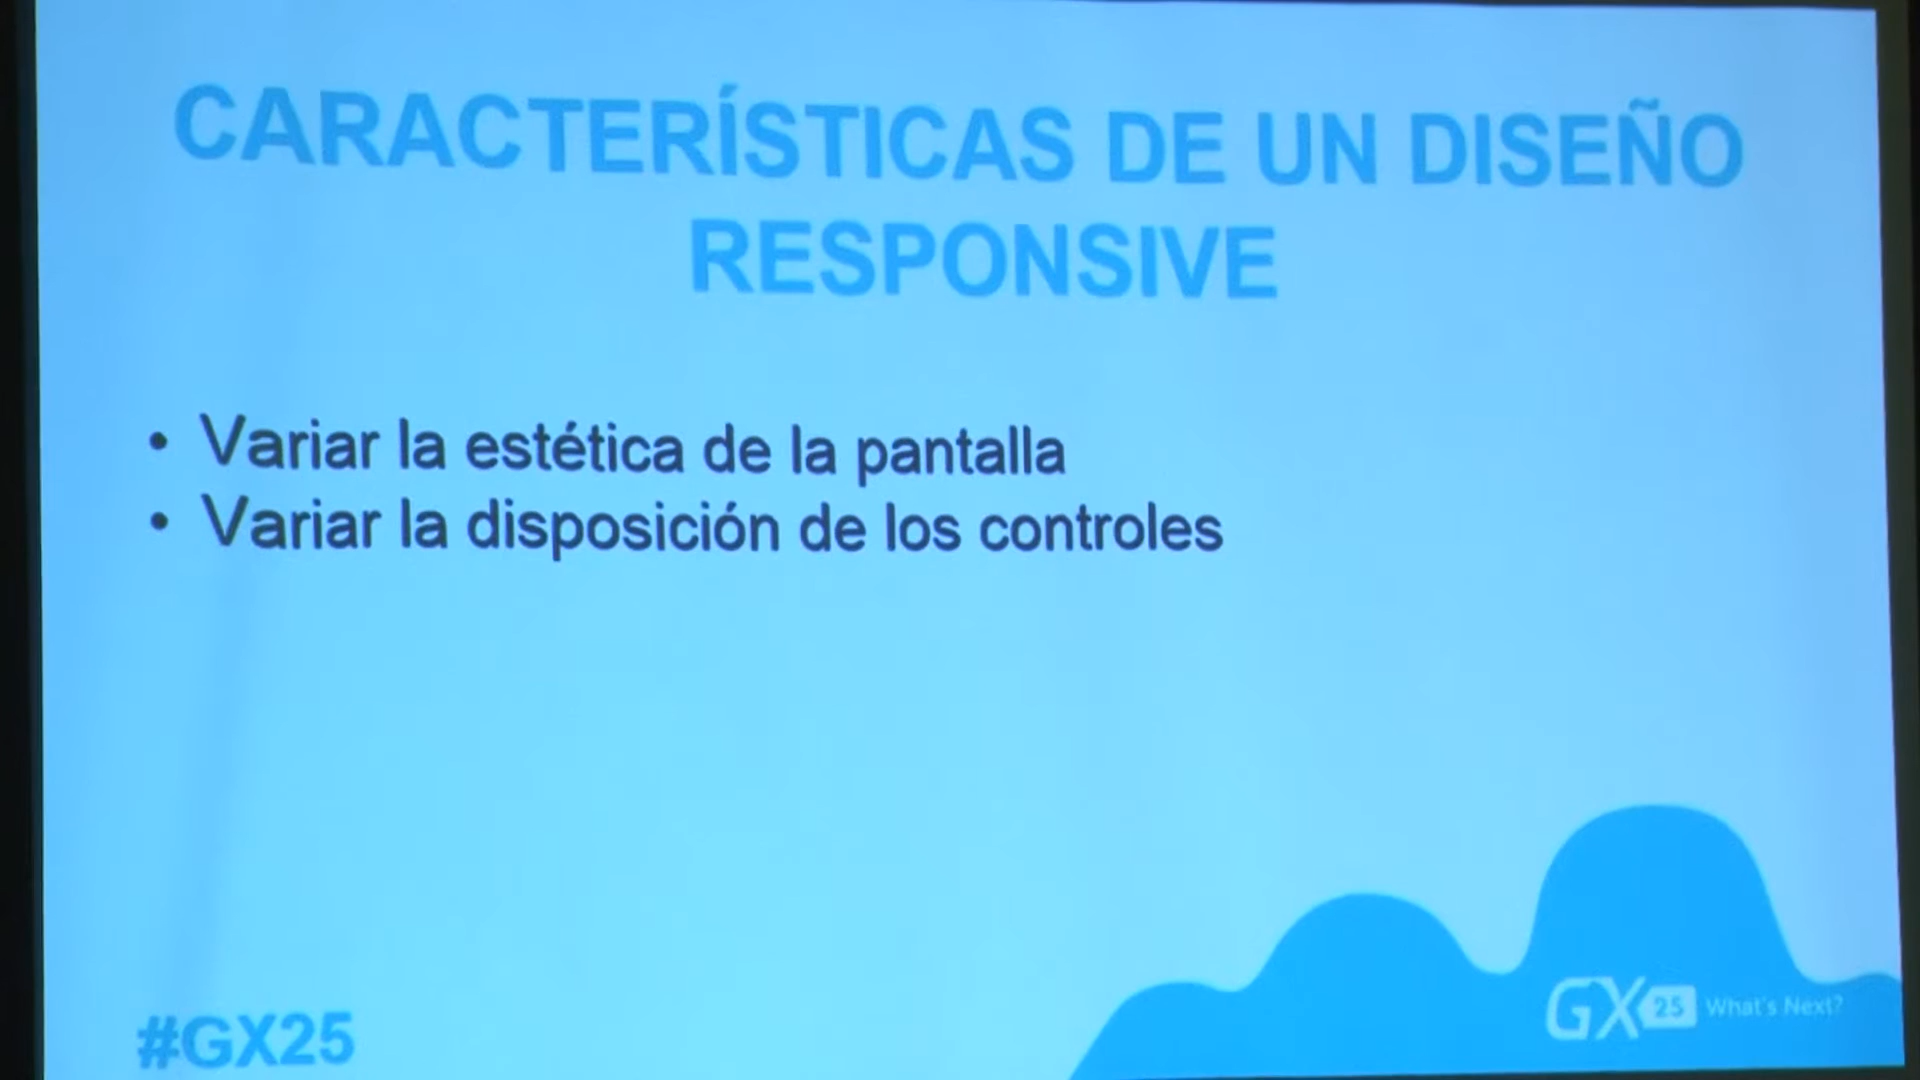 CARACTERÍSTICAS DE UN DISEÑO
RESPONSIVE
• Variar la estética de la pantalla
• Variar la disposición de los controles
#GX25
GX 25 What's Next?